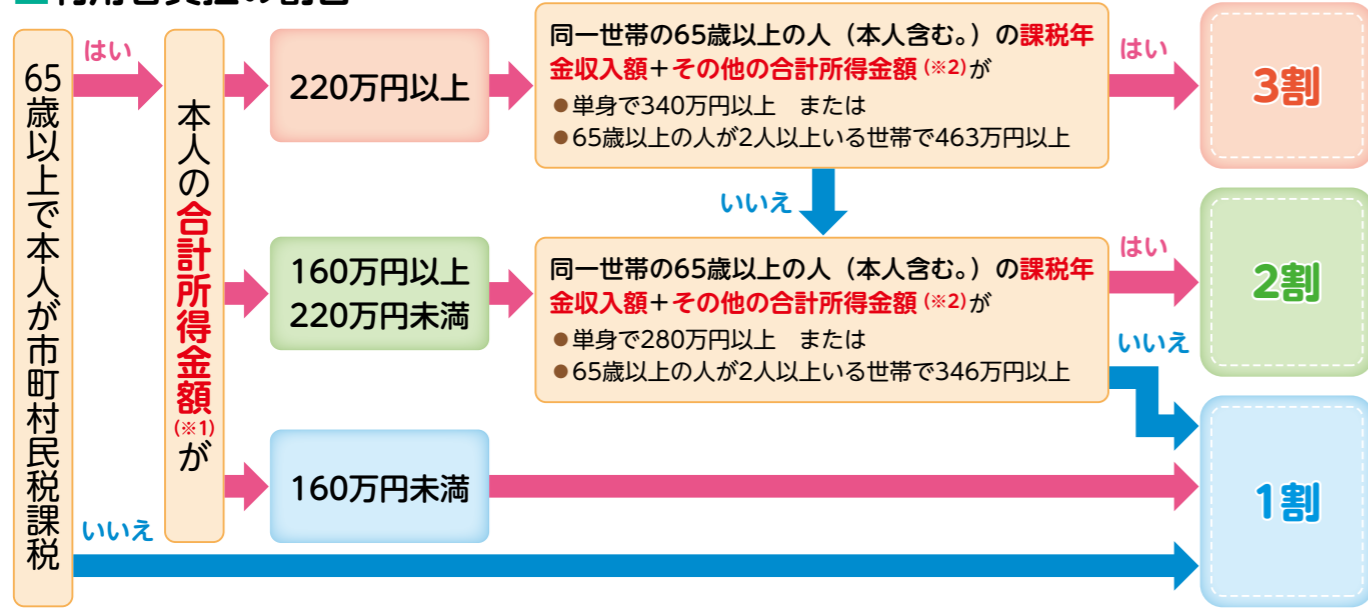 65歳以上で本人が市町村民税課税
はい
いいえ
本人の合計所得金額(※1)が
220万円以上
同一世帯の65歳以上の人（本人含む。）の課税年
金収入額＋その他の合計所得金額(※2)が
●単身で340万円以上　または
●65歳以上の人が2人以上いる世帯で463万円以上
はい
3割
いいえ
160万円以上
220万円未満
同一世帯の65歳以上の人（本人含む。）の課税年
金収入額＋その他の合計所得金額(※2)が
●単身で280万円以上　または
●65歳以上の人が2人以上いる世帯で346万円以上
はい
2割
いいえ
160万円未満
1割